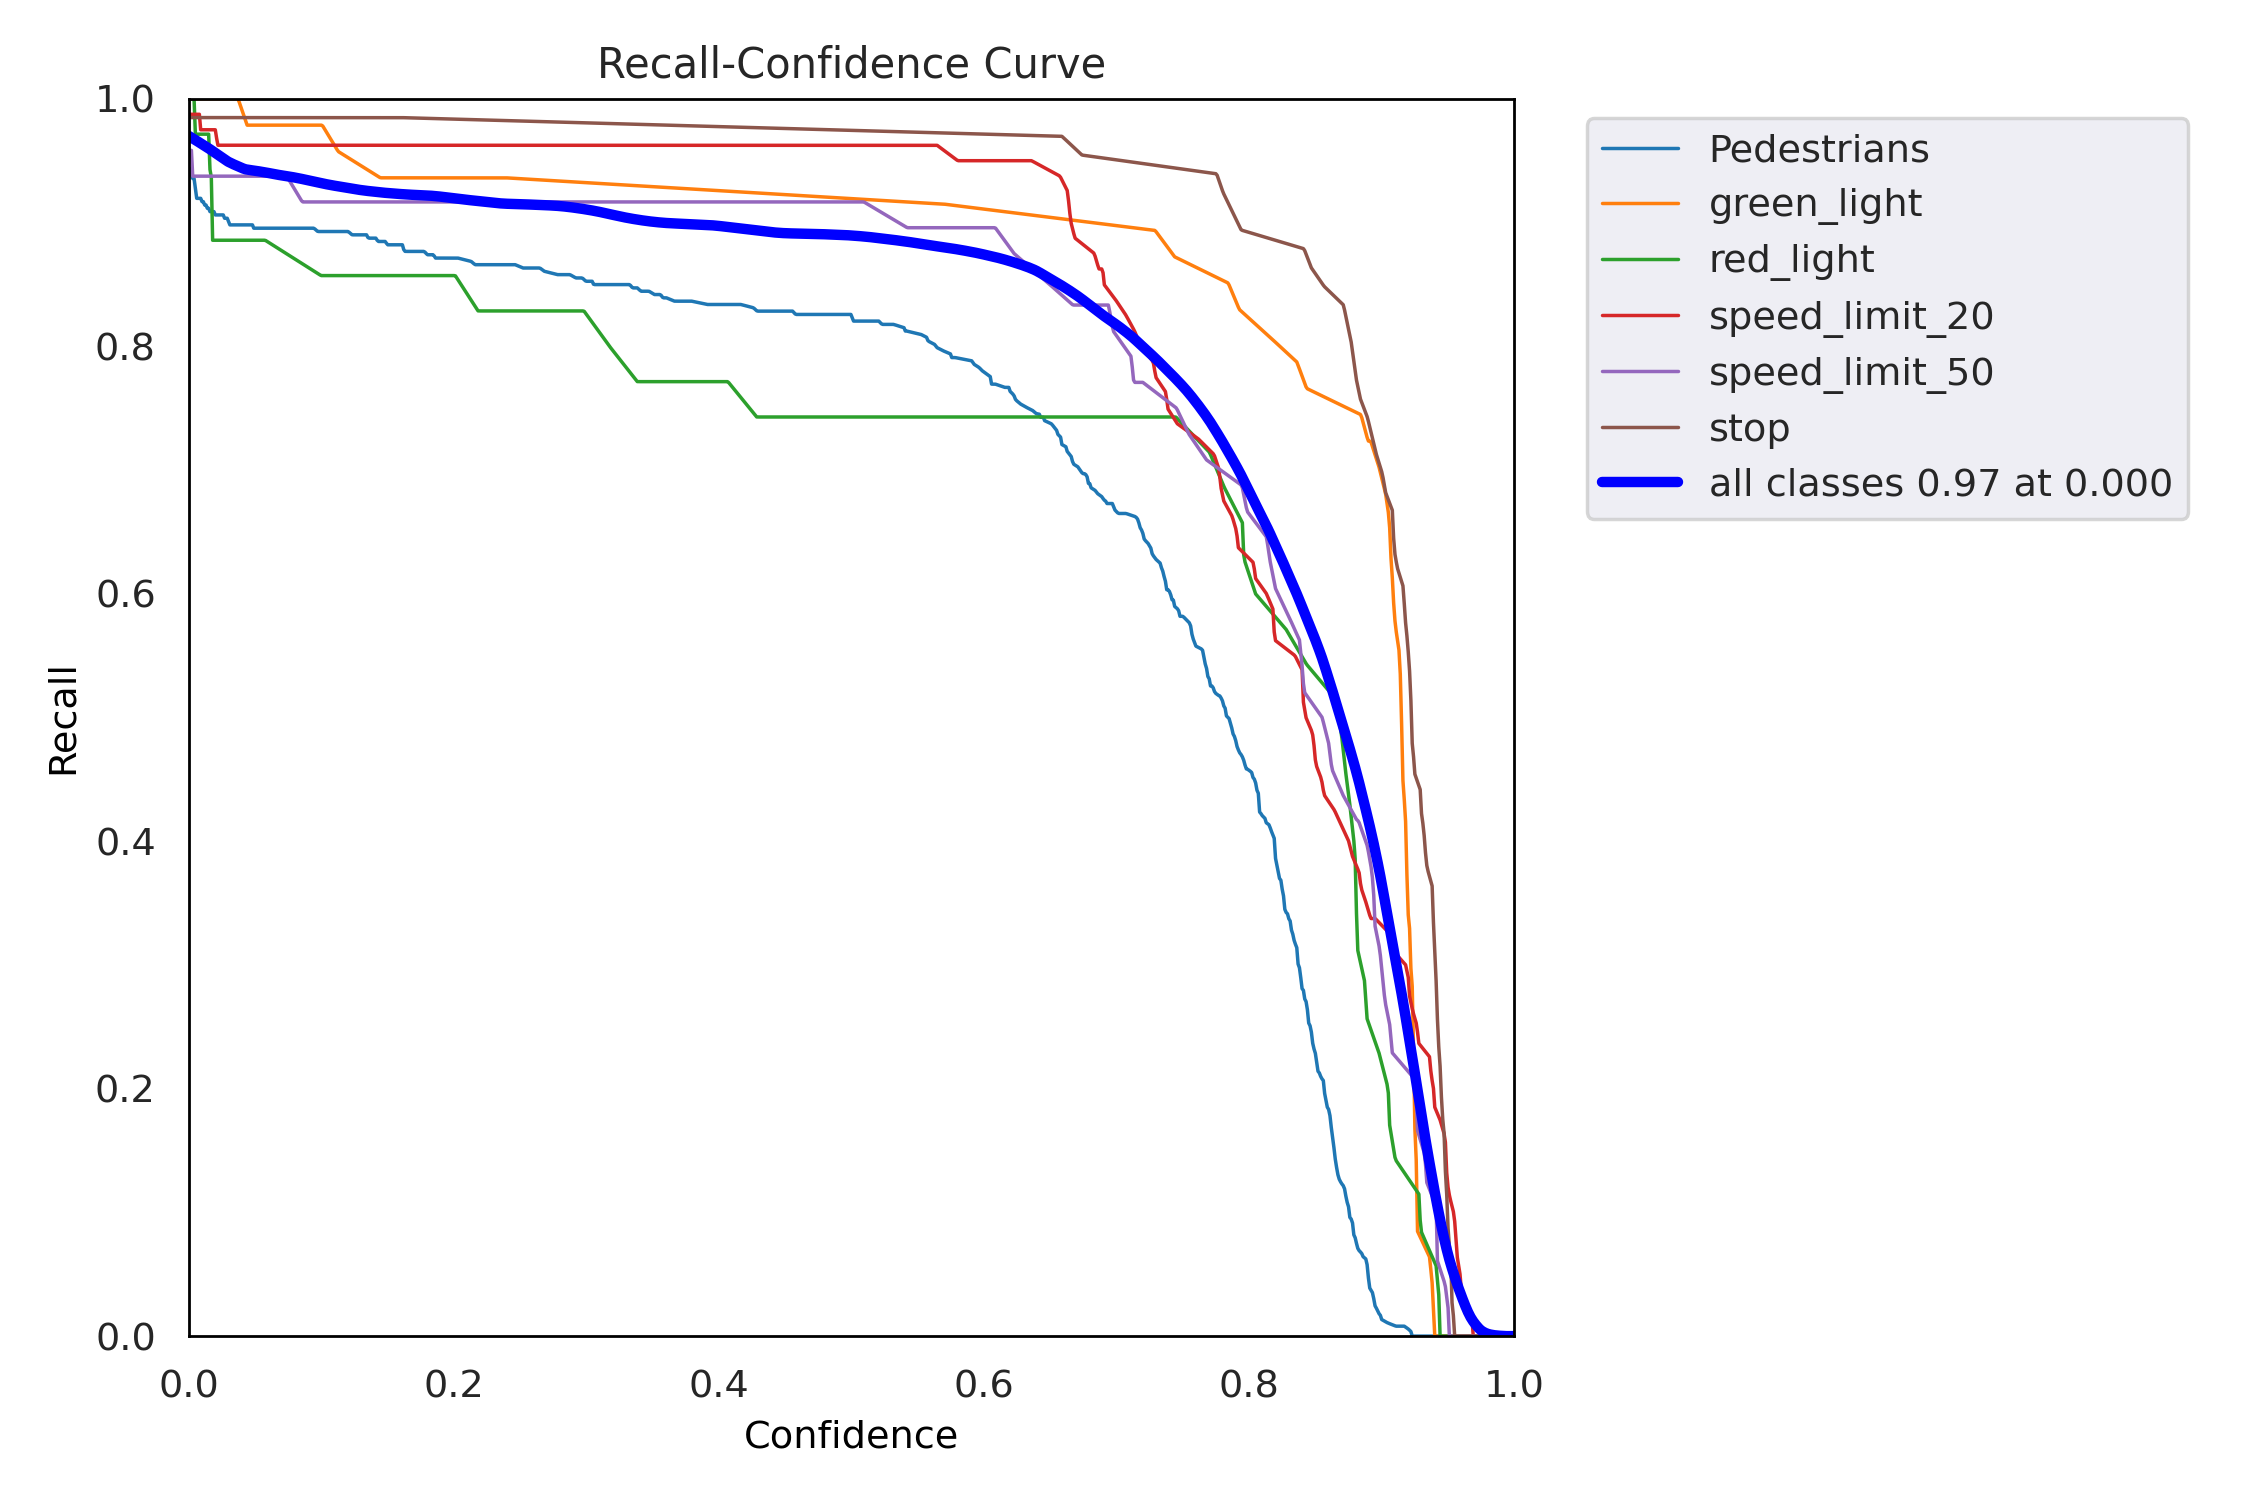 Recall-Confidence Curve
1.0
0.8
0.6
0.4
0.2
0.0
Recall
0.0 0.2 0.4 0.6 0.8 1.0
Confidence
Pedestrians
green_light
red_light
speed_limit_20
speed_limit_50
stop
all classes 0.97 at 0.000